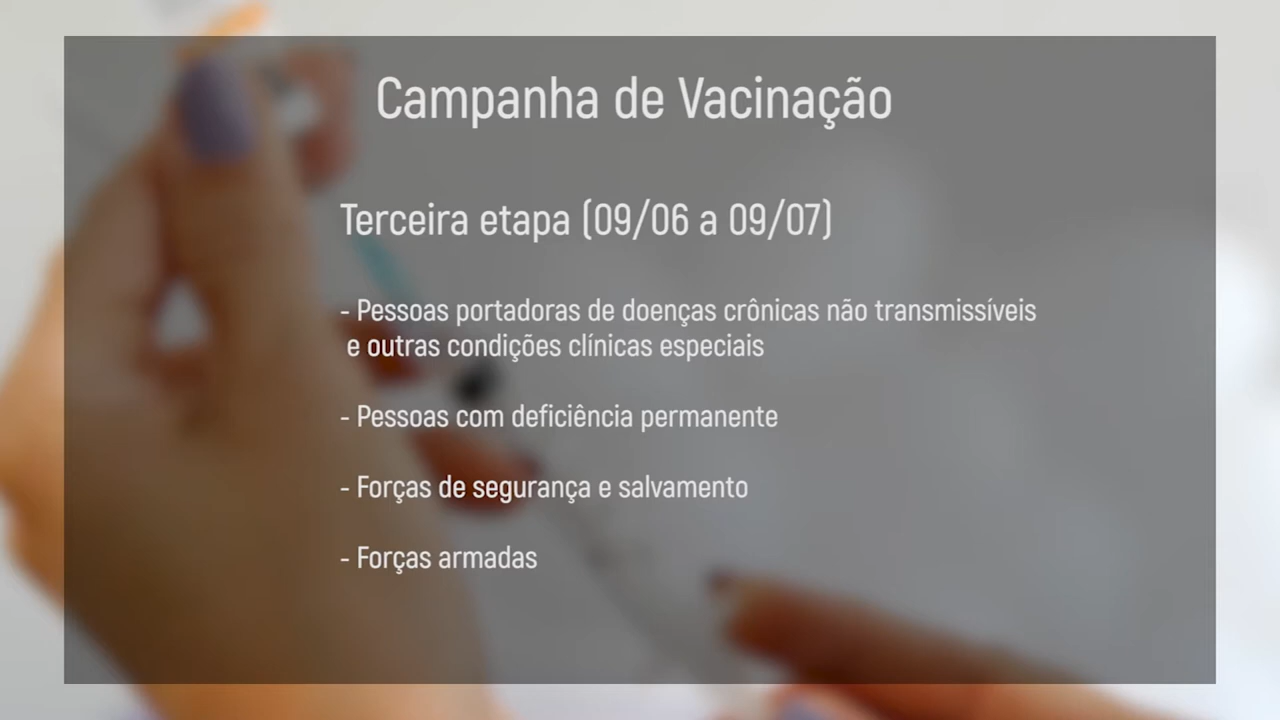 Campanha de Vacinação
Terceira etapa (09/06 a 09/07)
- Pessoas portadoras de doenças crônicas não transmissíveis
e outras condições clínicas especiais
- Pessoas com deficiência permanente
- Forças de segurança e salvamento
- Forças armadas